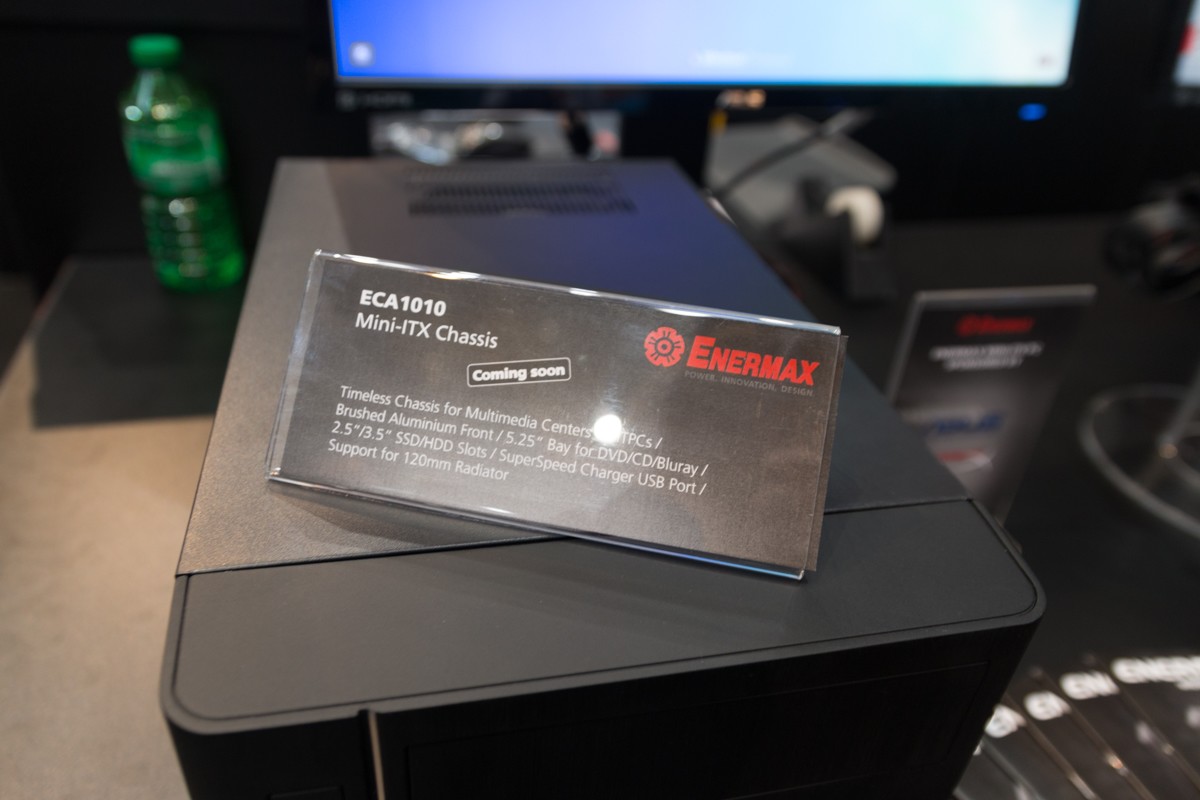 ECA1010
Mini-ITX Chassis
Coming soon
ENERMAX
POWER. INNOVATION. DESIGN
Timeless Chassis for Multimedia Centers TPCs /
Brushed Aluminium Front / 5.25" Bay for DVD/CD/Bluray /
2.5"/3.5" SSD/HDD Slots / SuperSpeed Charger USB Port /
Support for 120mm Radiator